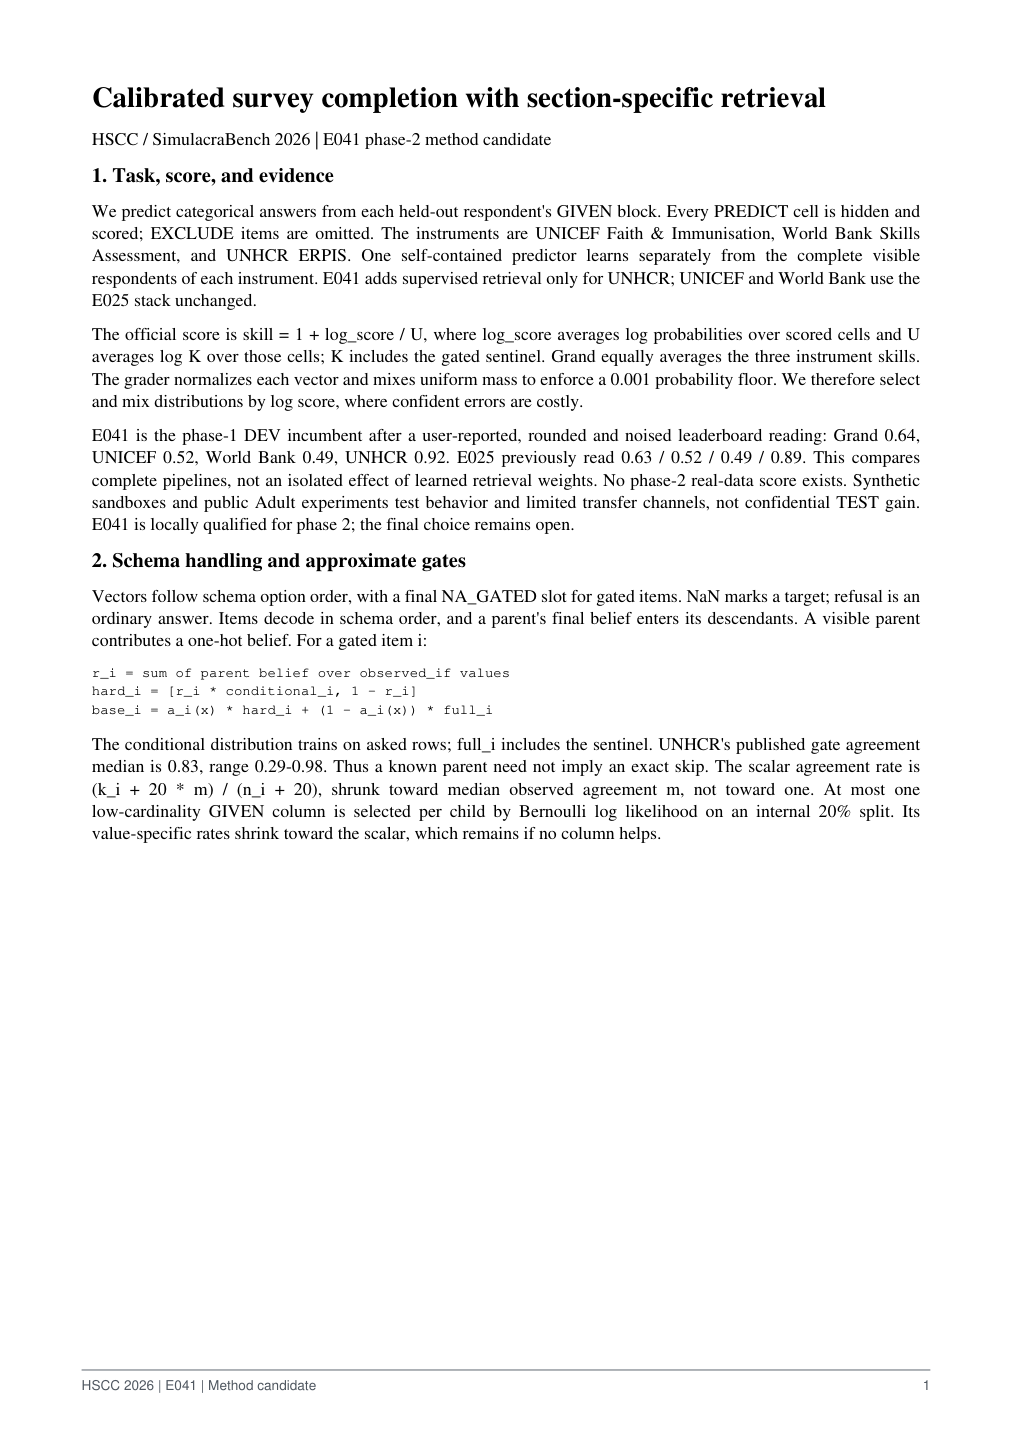 Calibrated survey completion with section-specific retrieval
HSCC / SimulacraBench 2026 | E041 phase-2 method candidate
1. Task, score, and evidence
We predict categorical answers from each held-out respondent's GIVEN block. Every PREDICT cell is hidden and
scored; EXCLUDE items are omitted. The instruments are UNICEF Faith & Immunisation, World Bank Skills
Assessment, and UNHCR ERPIS. One self-contained predictor learns separately from the complete visible
respondents of each instrument. E041 adds supervised retrieval only for UNHCR; UNICEF and World Bank use the
E025 stack unchanged.
The official score is skill = 1 + log_score / U, where log_score averages log probabilities over scored cells and U
averages log K over those cells; K includes the gated sentinel. Grand equally averages the three instrument skills.
The grader normalizes each vector and mixes uniform mass to enforce a 0.001 probability floor. We therefore select
and mix distributions by log score, where confident errors are costly.
E041 is the phase-1 DEV incumbent after a user-reported, rounded and noised leaderboard reading: Grand 0.64,
UNICEF 0.52, World Bank 0.49, UNHCR 0.92. E025 previously read 0.63 / 0.52 / 0.49 / 0.89. This compares
complete pipelines, not an isolated effect of learned retrieval weights. No phase-2 real-data score exists. Synthetic
sandboxes and public Adult experiments test behavior and limited transfer channels, not confidential TEST gain.
E041 is locally qualified for phase 2; the final choice remains open.
2. Schema handling and approximate gates
Vectors follow schema option order, with a final NA_GATED slot for gated items. NaN marks a target; refusal is an
ordinary answer. Items decode in schema order, and a parent's final belief enters its descendants. A visible parent
contributes a one-hot belief. For a gated item i:
r_i = sum of parent belief over observed_if values
hard_i = [r_i * conditional_i, 1 - r_i]
base_i = a_i(x) * hard_i + (1 - a_i(x)) * full_i
The conditional distribution trains on asked rows; full_i includes the sentinel. UNHCR's published gate agreement
median is 0.83, range 0.29-0.98. Thus a known parent need not imply an exact skip. The scalar agreement rate is
(k_i + 20 * m) / (n_i + 20), shrunk toward median observed agreement m, not toward one. At most one
low-cardinality GIVEN column is selected per child by Bernoulli log likelihood on an internal 20% split. Its
value-specific rates shrink toward the scalar, which remains if no column helps.
HSCC 2026 | E041 | Method candidate
1